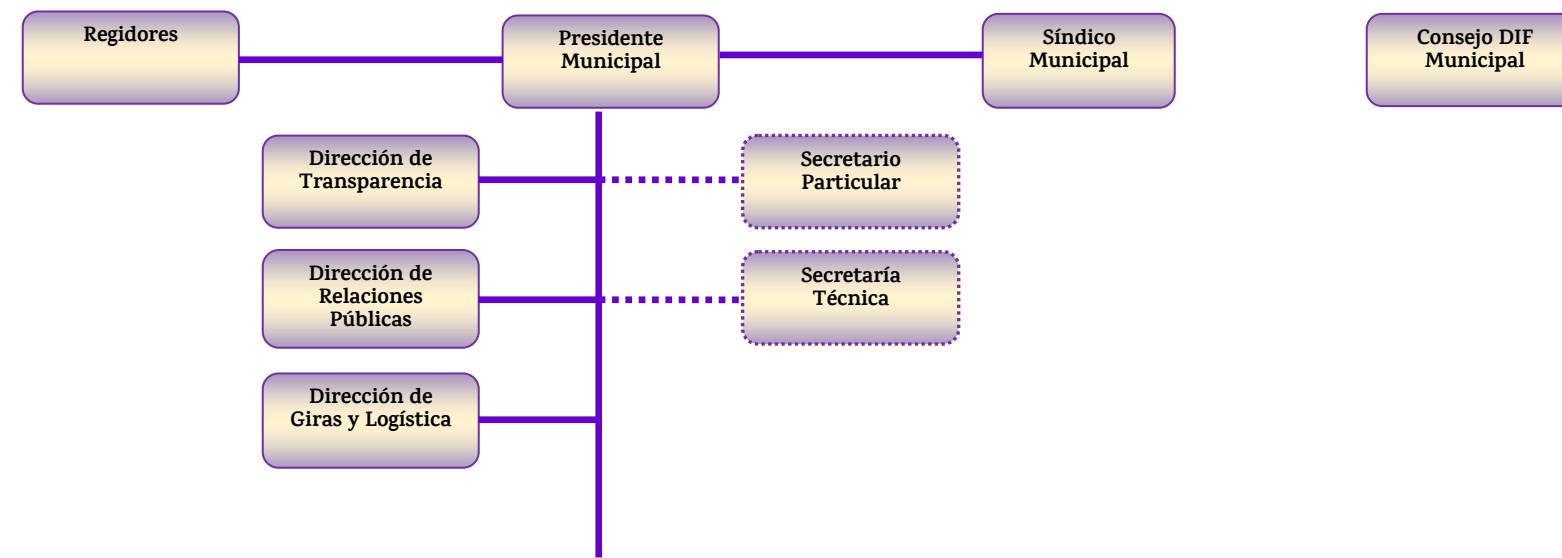 Regidores
Presidente
Municipal
Síndico
Municipal
Consejo DIF
Municipal
Dirección de
Transparencia
Secretario
Particular
Dirección de
Relaciones
Públicas
Secretaría
Técnica
Dirección de
Giras y Logística